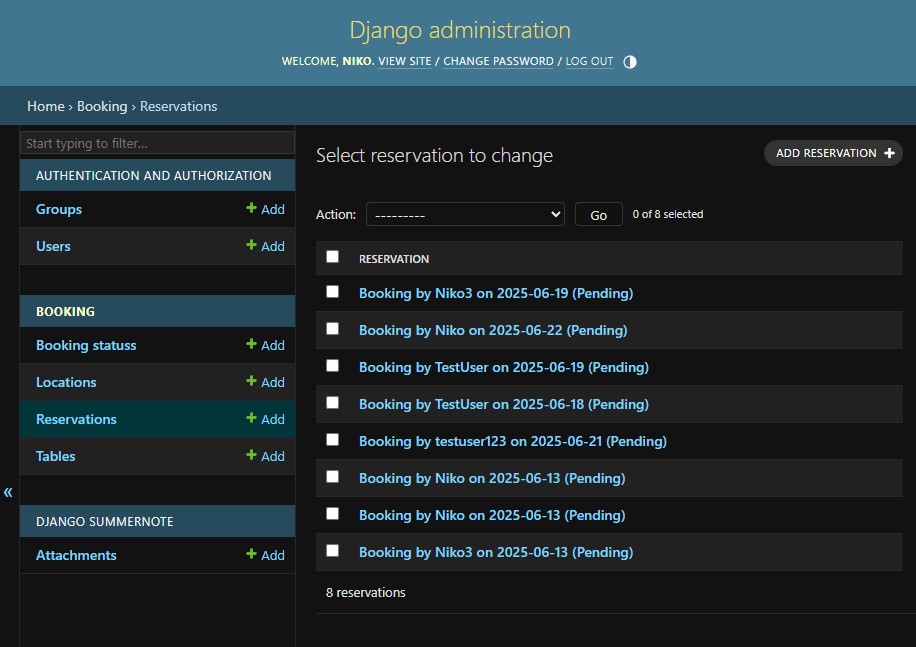 Django administration
WELCOME, NIKO. VIEW SITE / CHANGE PASSWORD / LOG OUT
Home › Booking › Reservations
Start typing to filter...
AUTHENTICATION AND AUTHORIZATION
Groups + Add
Users + Add
BOOKING
Booking statuss + Add
Locations + Add
Reservations + Add
Tables + Add
«
DJANGO SUMMERNOTE
Attachments + Add
Select reservation to change
ADD RESERVATION +
Action: --------- Go 0 of 8 selected
RESERVATION
Booking by Niko3 on 2025-06-19 (Pending)
Booking by Niko on 2025-06-22 (Pending)
Booking by TestUser on 2025-06-19 (Pending)
Booking by TestUser on 2025-06-18 (Pending)
Booking by testuser123 on 2025-06-21 (Pending)
Booking by Niko on 2025-06-13 (Pending)
Booking by Niko on 2025-06-13 (Pending)
Booking by Niko3 on 2025-06-13 (Pending)
8 reservations